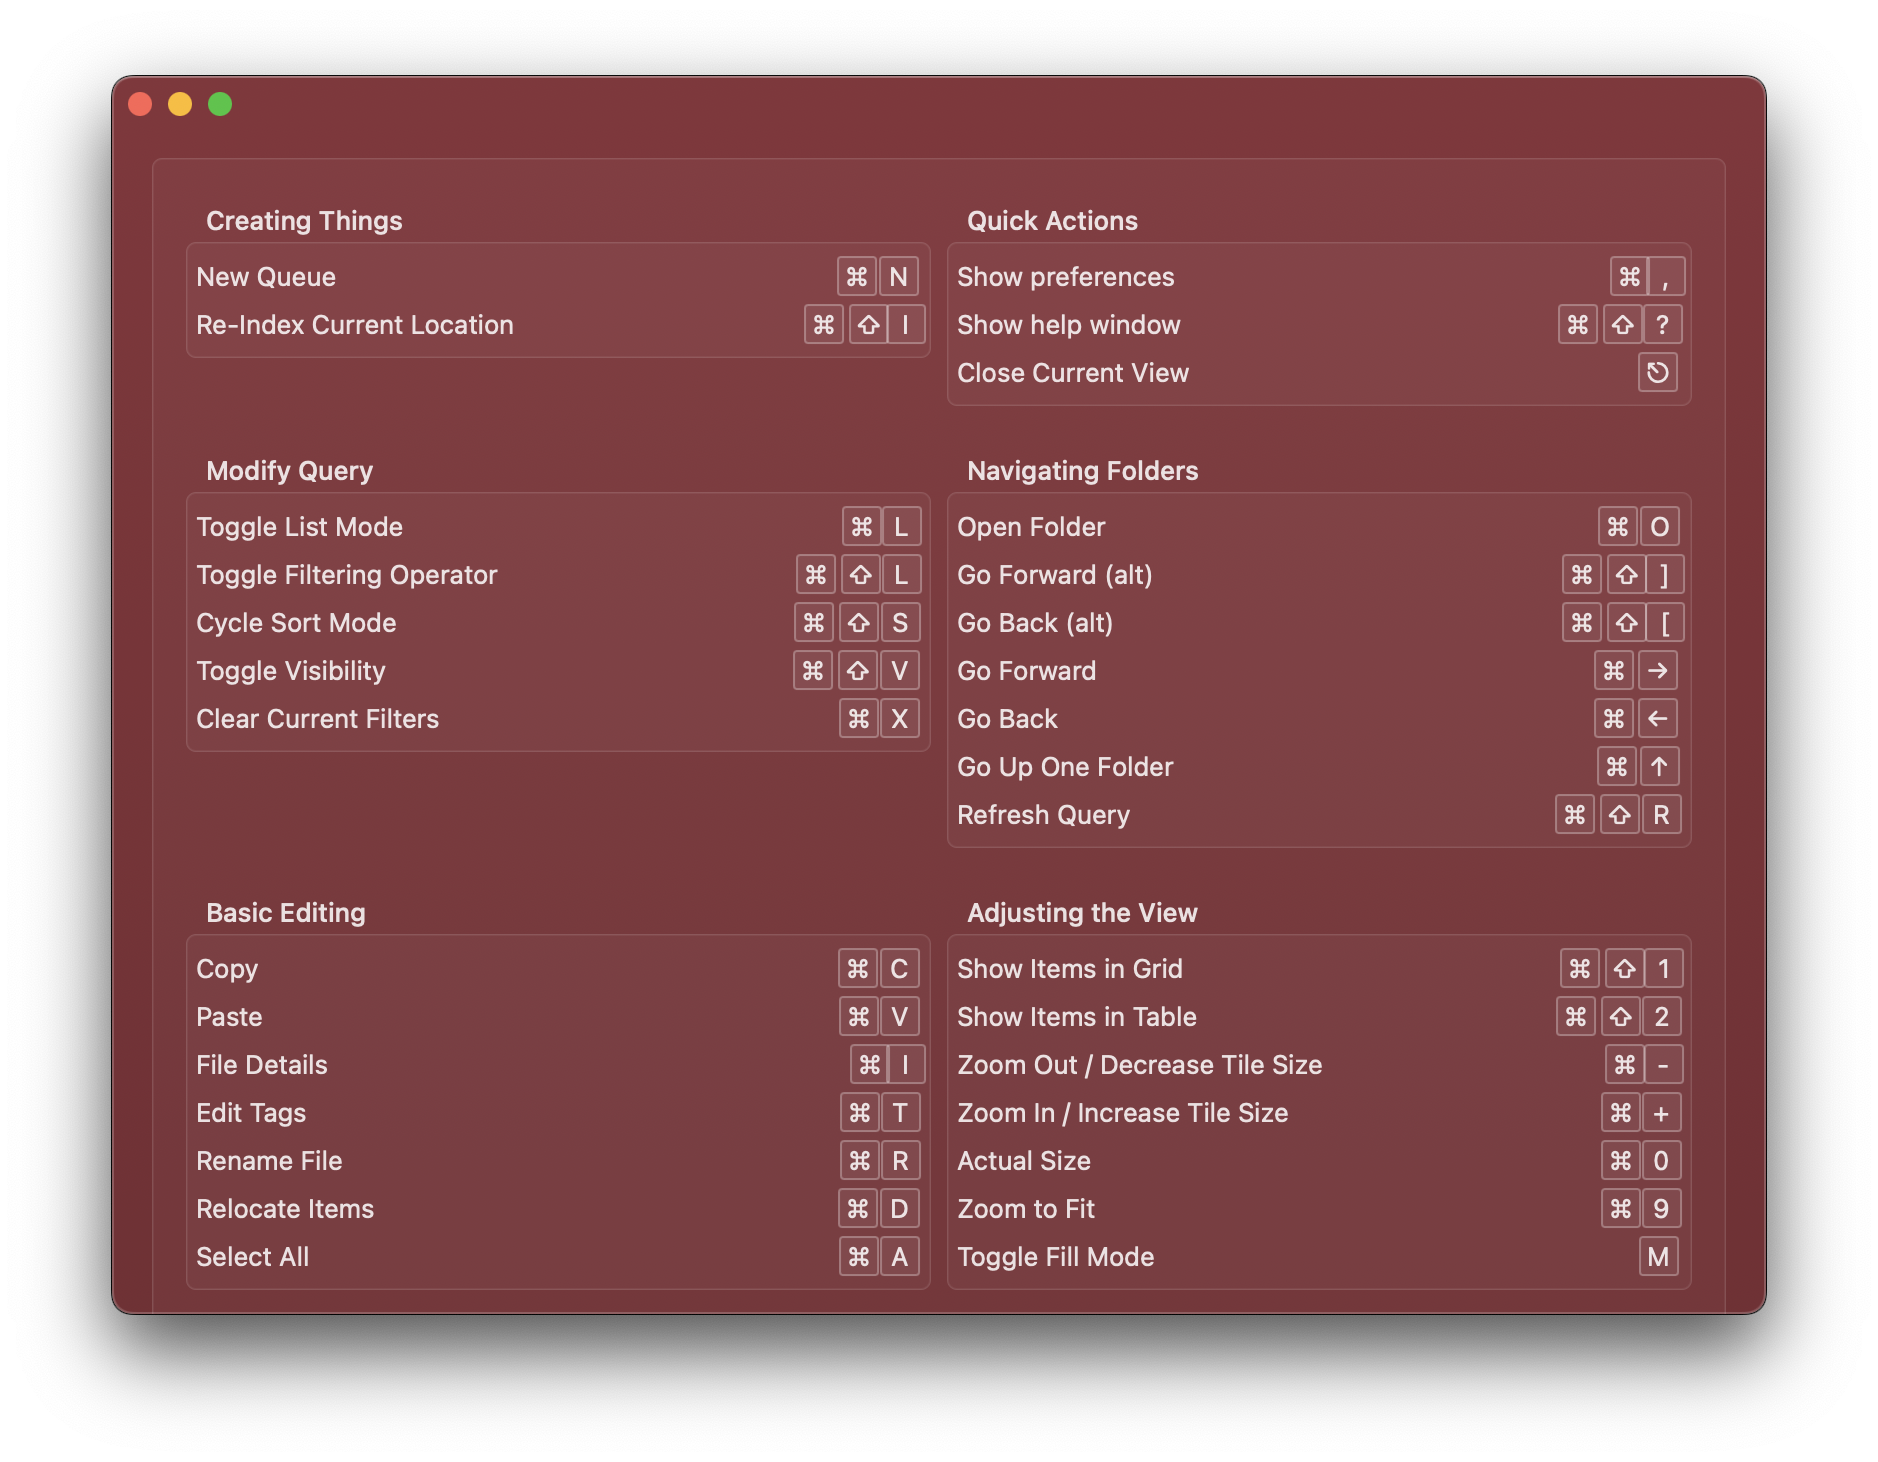 Creating Things
New Queue ⌘ N
Re-Index Current Location ⌘ ⇧ I
Quick Actions
Show preferences ⌘ ,
Show help window ⌘ ⇧ ?
Close Current View ⎋
Modify Query
Toggle List Mode ⌘ L
Toggle Filtering Operator ⌘ ⇧ L
Cycle Sort Mode ⌘ ⇧ S
Toggle Visibility ⌘ ⇧ V
Clear Current Filters ⌘ X
Navigating Folders
Open Folder ⌘ O
Go Forward (alt) ⌘ ⇧ ]
Go Back (alt) ⌘ ⇧ [
Go Forward ⌘ →
Go Back ⌘ ←
Go Up One Folder ⌘ ↑
Refresh Query ⌘ ⇧ R
Basic Editing
Copy ⌘ C
Paste ⌘ V
File Details ⌘ I
Edit Tags ⌘ T
Rename File ⌘ R
Relocate Items ⌘ D
Select All ⌘ A
Adjusting the View
Show Items in Grid ⌘ ⇧ 1
Show Items in Table ⌘ ⇧ 2
Zoom Out / Decrease Tile Size ⌘ -
Zoom In / Increase Tile Size ⌘ +
Actual Size ⌘ 0
Zoom to Fit ⌘ 9
Toggle Fill Mode M